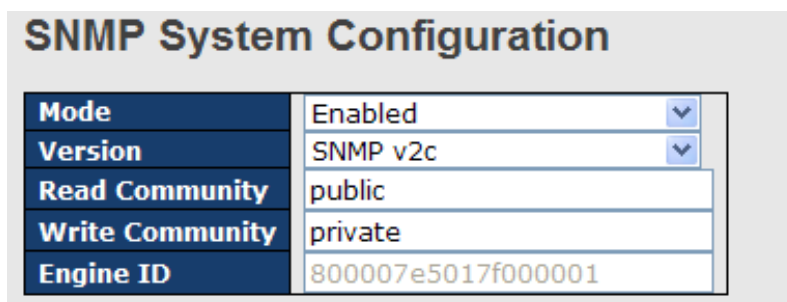 SNMP System Configuration
Mode Enabled
Version SNMP v2c
Read Community public
Write Community private
Engine ID 800007e5017f000001